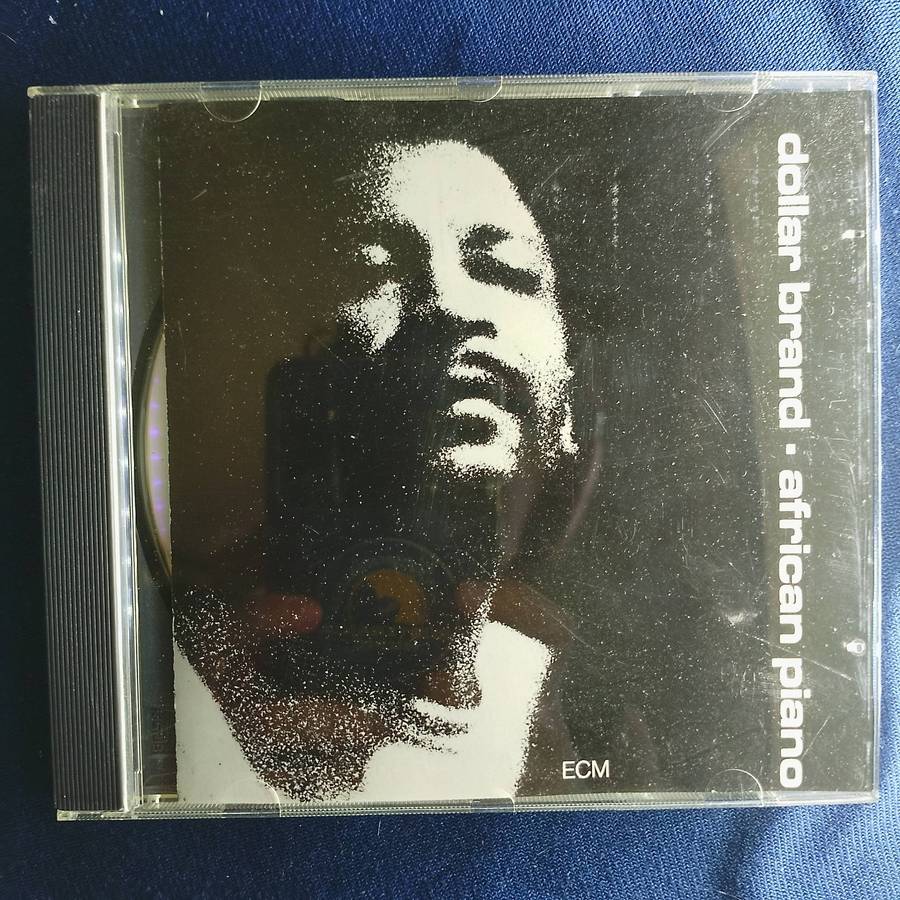 dollar brand · african piano
ECM